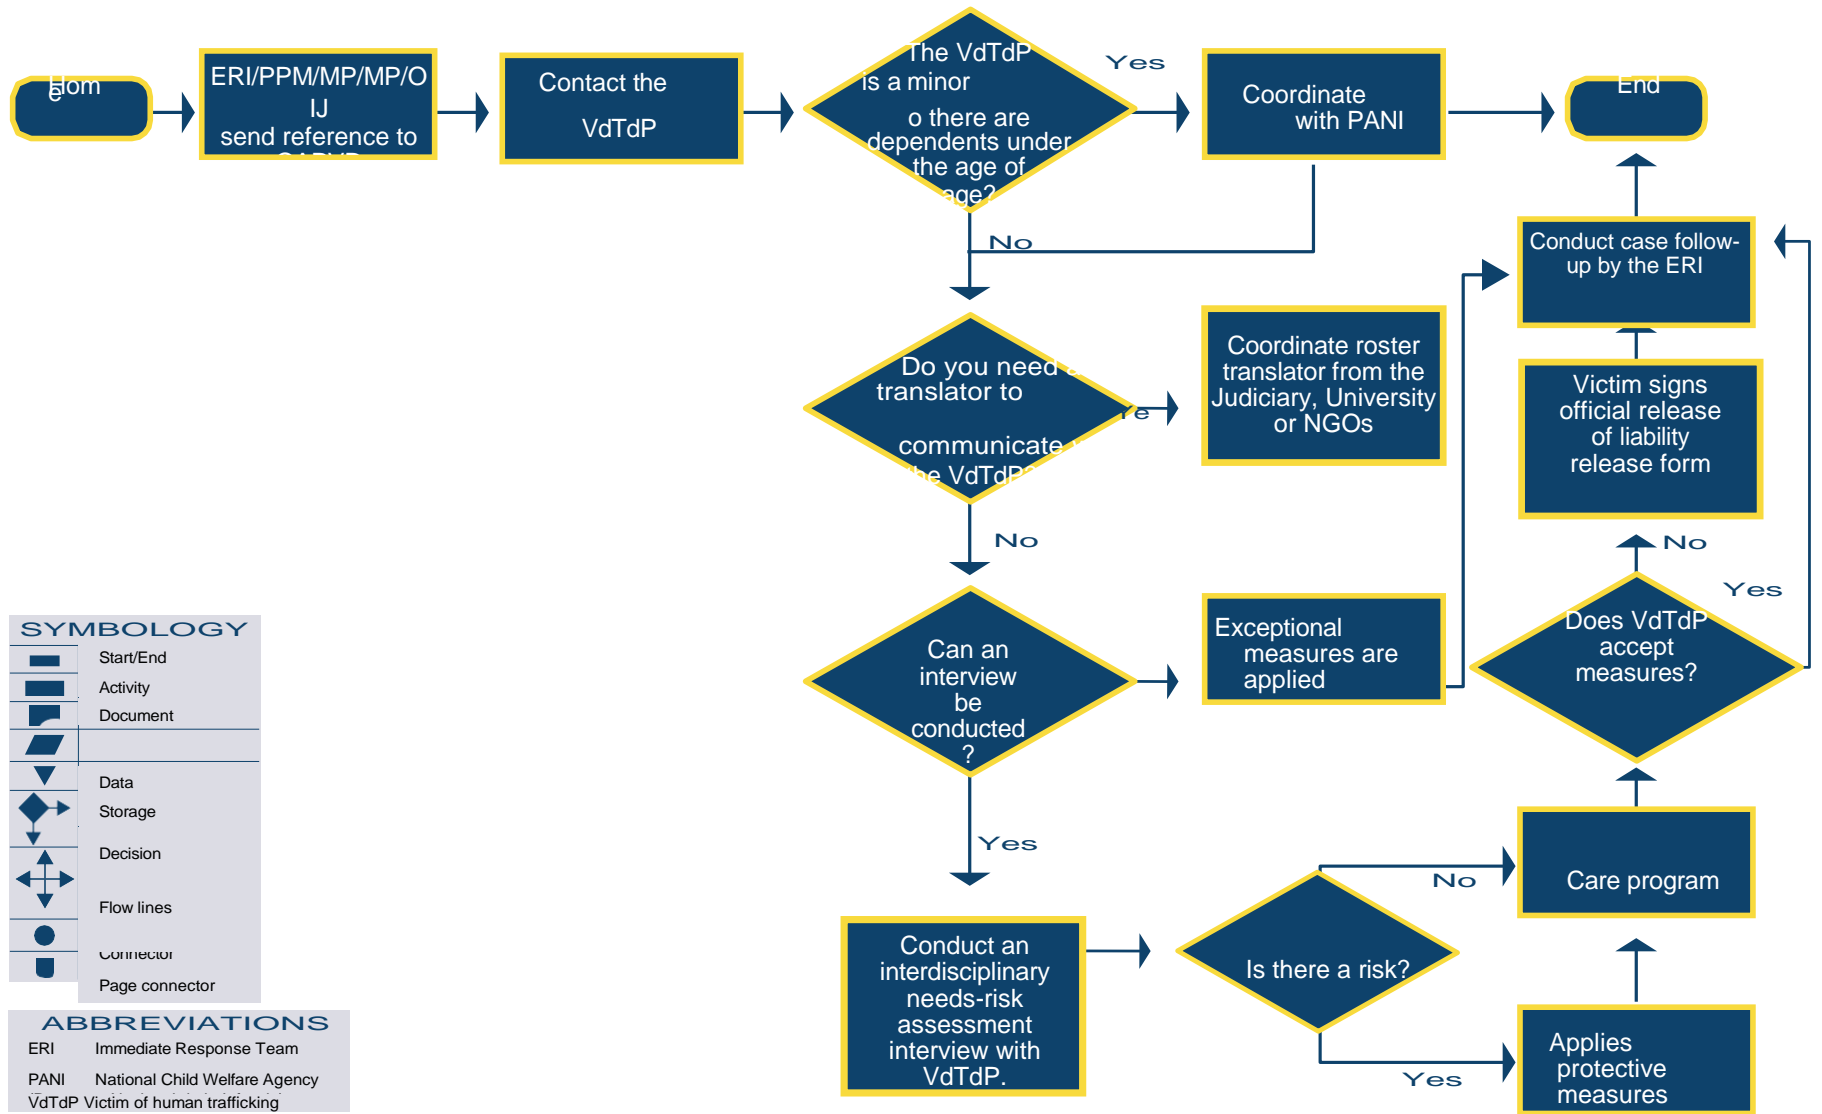 Hom
e
ERI/PPM/MP/MP/O
IJ
send reference to
Contact the
VdTdP
The VdTdP
is a minor
o there are
dependents under
the age of
age?
Yes
Coordinate
with PANI
End
No
Conduct case follow-
up by the ERI
Do you need a
translator to
communicate
the VdTdP?
Ye
Coordinate roster
translator from the
Judiciary, University
or NGOs
Victim signs
official release
of liability
release form
No
No
Yes
Can an
interview
be
conducted
?
Exceptional
measures are
applied
Does VdTdP
accept
measures?
Yes
No
Care program
Conduct an
interdisciplinary
needs-risk
assessment
interview with
VdTdP.
Is there a risk?
Yes
Applies
protective
measures
SYMBOLOGY
Start/End
Activity
Document
Data
Storage
Decision
Flow lines
Connector
Page connector
ABBREVIATIONS
ERI Immediate Response Team
PANI National Child Welfare Agency
VdTdP Victim of human trafficking